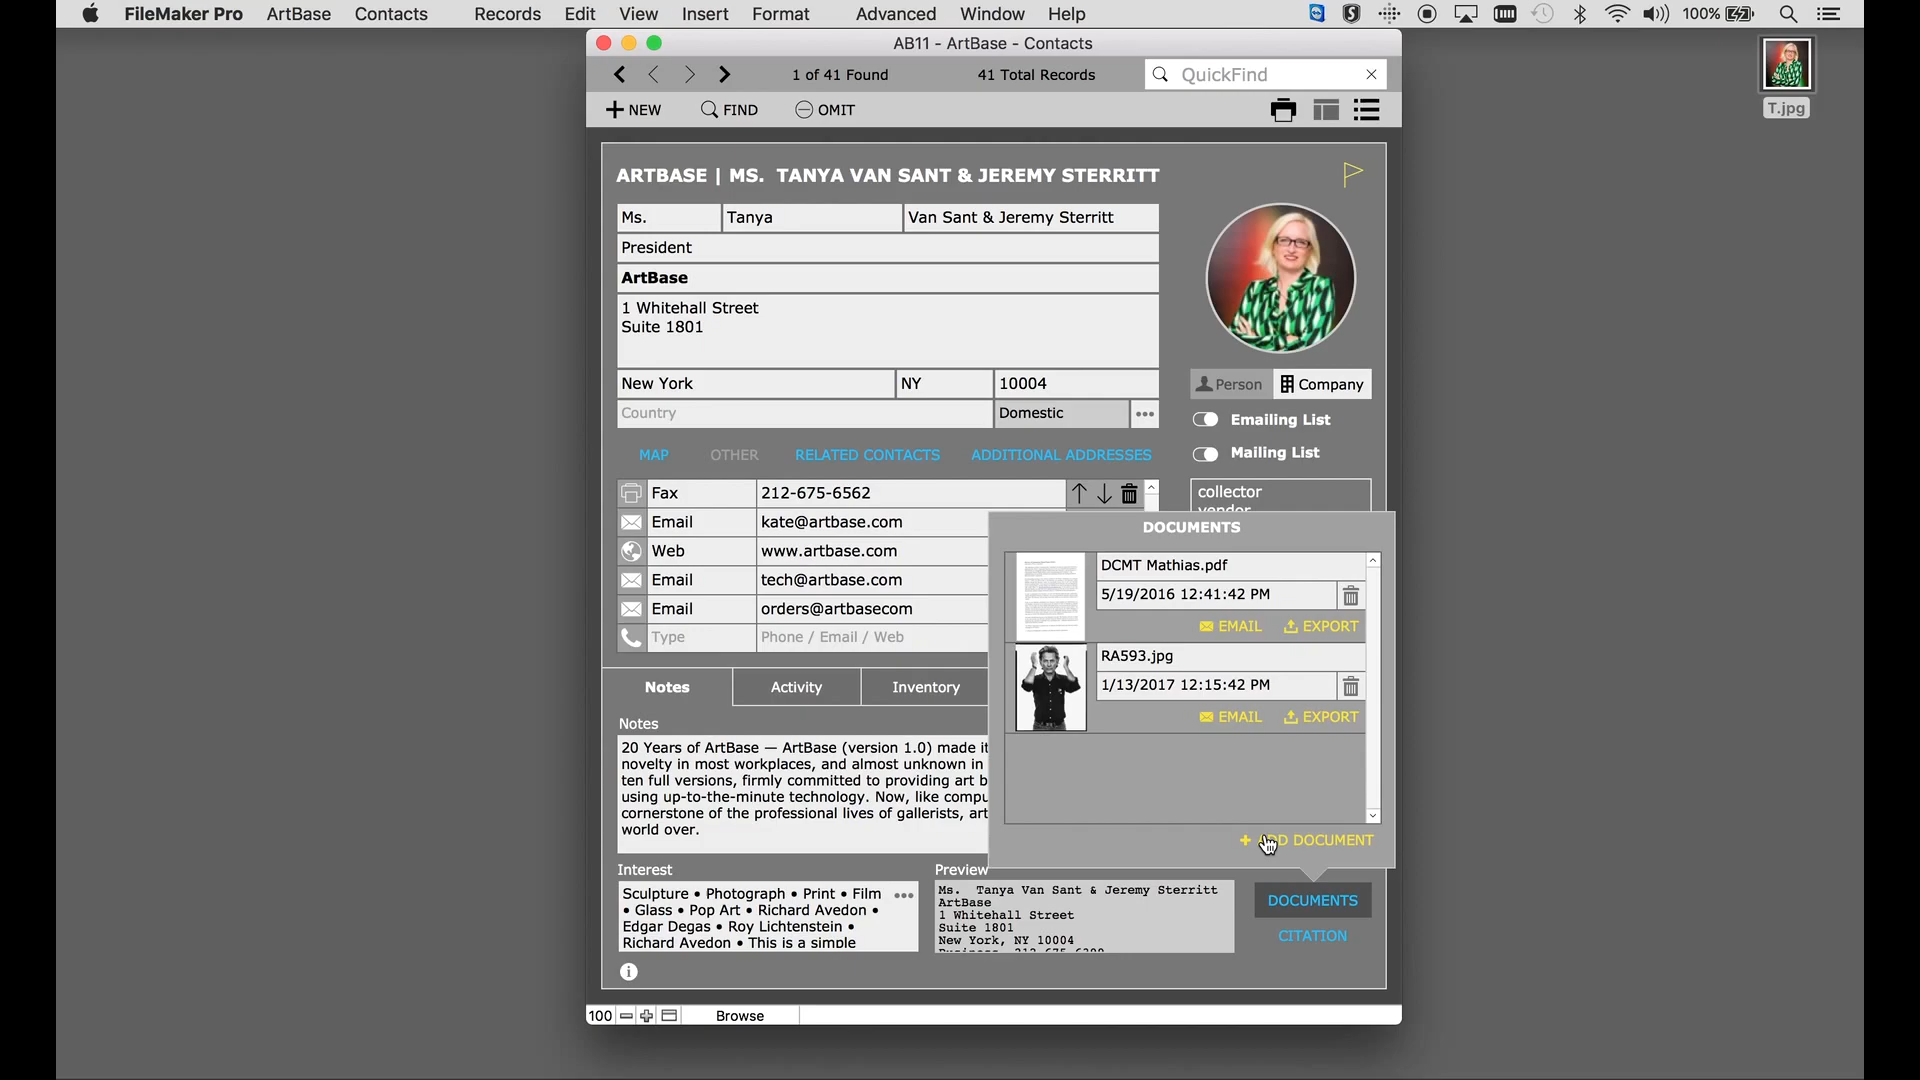 FileMaker Pro ArtBase Contacts Records Edit View Insert Format Advanced Window Help 100%
AB11 - ArtBase - Contacts
1 of 41 Found 41 Total Records QuickFind
NEW FIND OMIT
T.jpg
ARTBASE | MS. TANYA VAN SANT & JEREMY STERRITT
Ms. Tanya Van Sant & Jeremy Sterritt
President
ArtBase
1 Whitehall Street
Suite 1801
New York NY 10004
Person Company
Country Domestic
Emailing List
Mailing List
MAP OTHER RELATED CONTACTS ADDITIONAL ADDRESSES
Fax 212-675-6562
collector
vendor
Email kate@artbase.com
Web www.artbase.com
Email tech@artbase.com
Email orders@artbasecom
Type Phone / Email / Web
DOCUMENTS
DCMT Mathias.pdf
5/19/2016 12:41:42 PM
EMAIL EXPORT
RA593.jpg
1/13/2017 12:15:42 PM
EMAIL EXPORT
+ ADD DOCUMENT
Notes Activity Inventory
Notes
20 Years of ArtBase — ArtBase (version 1.0) made it
novelty in most workplaces, and almost unknown in
ten full versions, firmly committed to providing art b
using up-to-the-minute technology. Now, like compu
cornerstone of the professional lives of gallerists, art
world over.
Interest
Sculpture • Photograph • Print • Film
• Glass • Pop Art • Richard Avedon •
Edgar Degas • Roy Lichtenstein •
Richard Avedon • This is a simple
Preview
Ms. Tanya Van Sant & Jeremy Sterritt
ArtBase
1 Whitehall Street
Suite 1801
New York, NY 10004
DOCUMENTS
CITATION
100 Browse